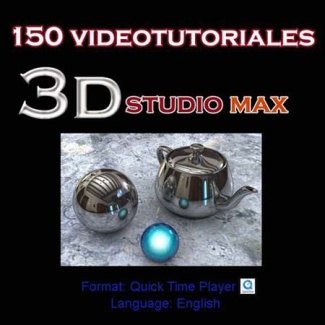 150 VIDEOTUTORIALES
3D STUDIO MAX
Format: Quick Time Player
Language: English